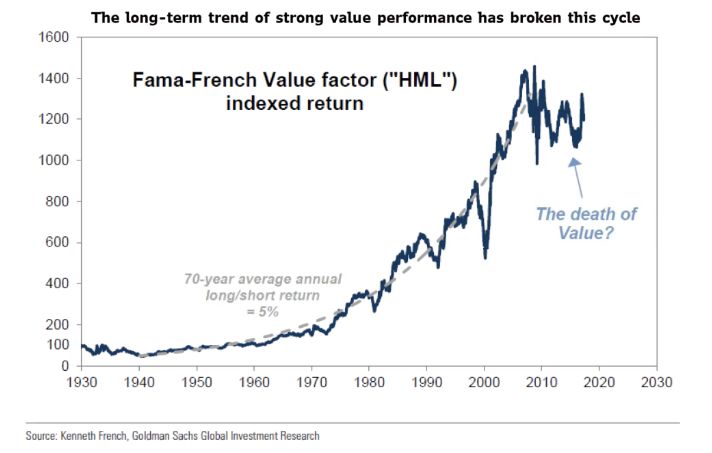 The long-term trend of strong value performance has broken this cycle
1600
1400
1200
1000
800
600
400
200
100
0
Fama-French Value factor ("HML")
indexed return
70-year average annual
long/short return
= 5%
The death of
Value?
1930 1940 1950 1960 1970 1980 1990 2000 2010 2020 2030
Source: Kenneth French, Goldman Sachs Global Investment Research